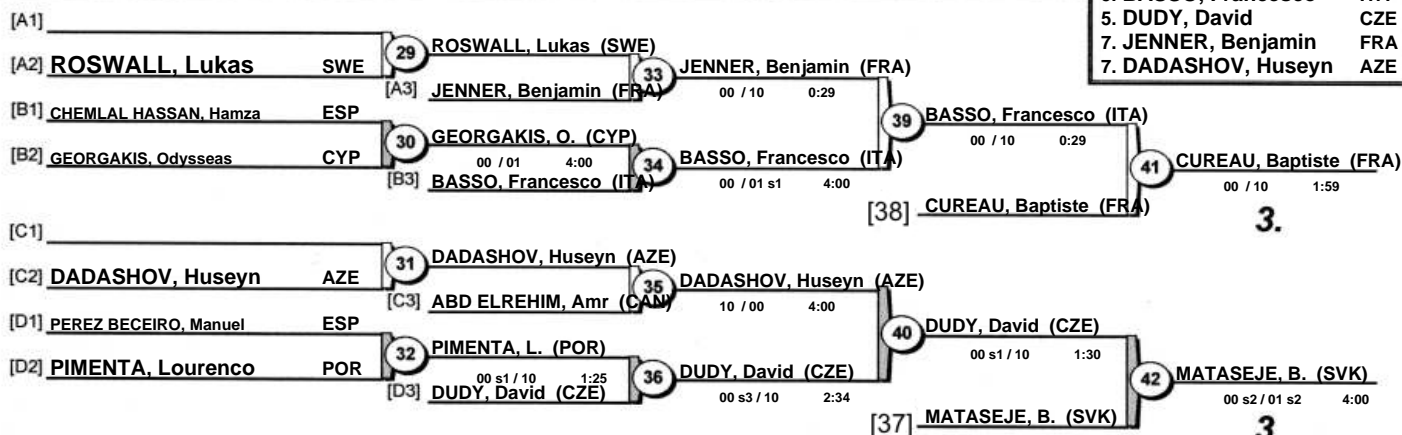 5. DUDY, David CZE
7. JENNER, Benjamin FRA
7. DADASHOV, Huseyn AZE
[A1]
[A2] ROSWALL, Lukas SWE
29
ROSWALL, Lukas (SWE)
[A3] JENNER, Benjamin (FRA)
33
JENNER, Benjamin (FRA)
00 / 10 0:29
[B1] CHEMLAL HASSAN, Hamza ESP
[B2] GEORGAKIS, Odysseas CYP
30
GEORGAKIS, O. (CYP)
00 / 01 4:00
[B3] BASSO, Francesco (ITA)
34
BASSO, Francesco (ITA)
00 / 01 s1 4:00
39
BASSO, Francesco (ITA)
00 / 10 0:29
[38] CUREAU, Baptiste (FRA)
41
CUREAU, Baptiste (FRA)
00 / 10 1:59
3.
[C1]
[C2] DADASHOV, Huseyn AZE
31
DADASHOV, Huseyn (AZE)
[C3] ABD ELREHIM, Amr (CAN)
35
DADASHOV, Huseyn (AZE)
10 / 00 4:00
[D1] PEREZ BECEIRO, Manuel ESP
[D2] PIMENTA, Lourenco POR
32
PIMENTA, L. (POR)
00 s1 / 10 1:25
[D3] DUDY, David (CZE)
36
DUDY, David (CZE)
00 s3 / 10 2:34
40
DUDY, David (CZE)
00 s1 / 10 1:30
[37] MATASEJE, B. (SVK)
42
MATASEJE, B. (SVK)
00 s2 / 01 s2 4:00
3